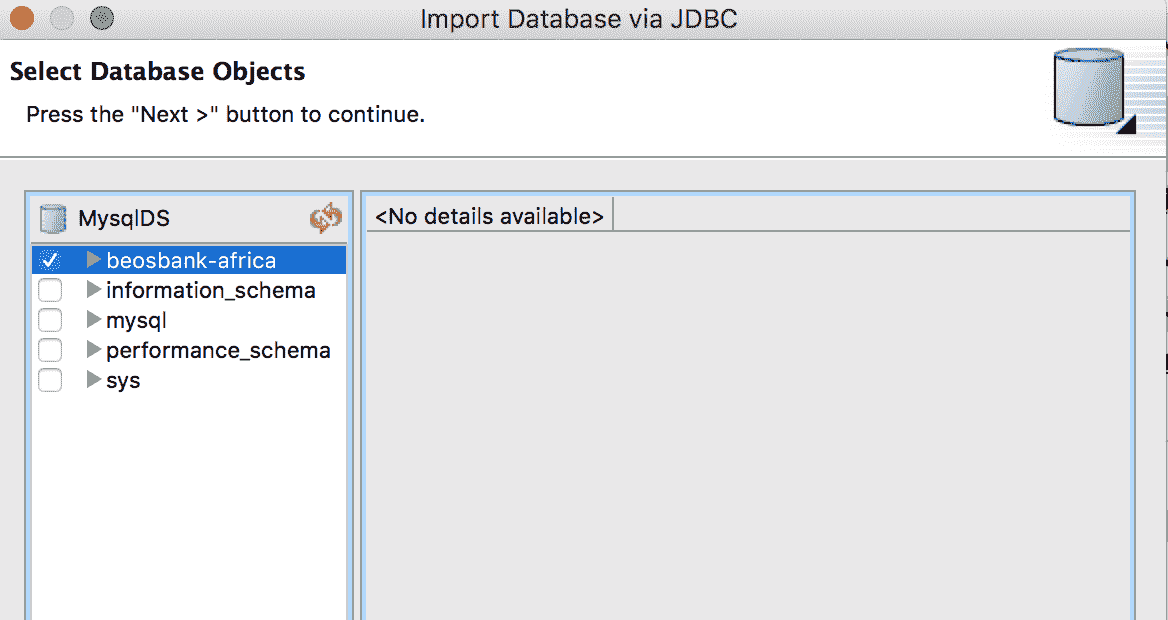 Import Database via JDBC
Select Database Objects
Press the "Next >" button to continue.
MysqlDS
<No details available>
beosbank-africa
information_schema
mysql
performance_schema
sys